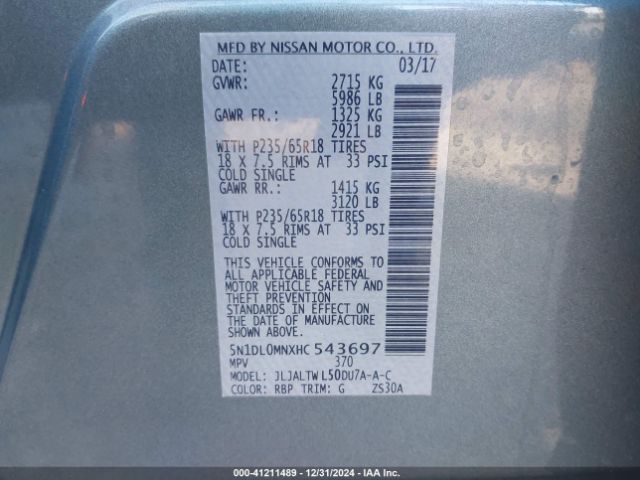 MFD BY NISSAN MOTOR CO., LTD.
DATE: 03/17
GVWR: 2715 KG
5986 LB
GAWR FR.: 1325 KG
2921 LB
WITH P235/65R18 TIRES
18 X 7.5 RIMS AT 33 PSI
COLD SINGLE
GAWR RR.: 1415 KG
3120 LB
WITH P235/65R18 TIRES
18 X 7.5 RIMS AT 33 PSI
COLD SINGLE
THIS VEHICLE CONFORMS TO
ALL APPLICABLE FEDERAL
MOTOR VEHICLE SAFETY AND
THEFT PREVENTION
STANDARDS IN EFFECT ON
THE DATE OF MANUFACTURE
SHOWN ABOVE.
5N1DL0MNXHC 543697
MPV 370
MODEL: JLJALTW L50DU7A-A-C
COLOR: RBP TRIM: G ZS30A
000-41211489 - 12/31/2024 - IAA Inc.